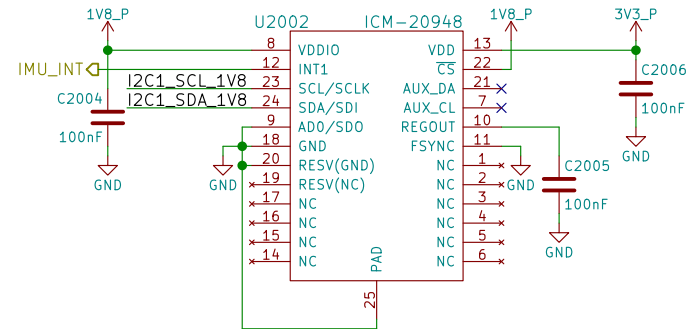 1V8_P 1V8_P 3V3_P
U2002 ICM-20948
8 VDDIO VDD 13
IMU_INT 12 INT1 CS 22
I2C1_SCL_1V8 23 SCL/SCLK AUX_DA 21
I2C1_SDA_1V8 24 SDA/SDI AUX_CL 7
9 AD0/SDO REGOUT 10
18 GND FSYNC 11
20 RESV(GND) NC 1
19 RESV(NC) NC 2
17 NC NC 3
16 NC NC 4
15 NC NC 5
14 NC NC 6
PAD
25
C2004
100nF
GND
GND
GND
C2005
100nF
GND
C2006
100nF
GND